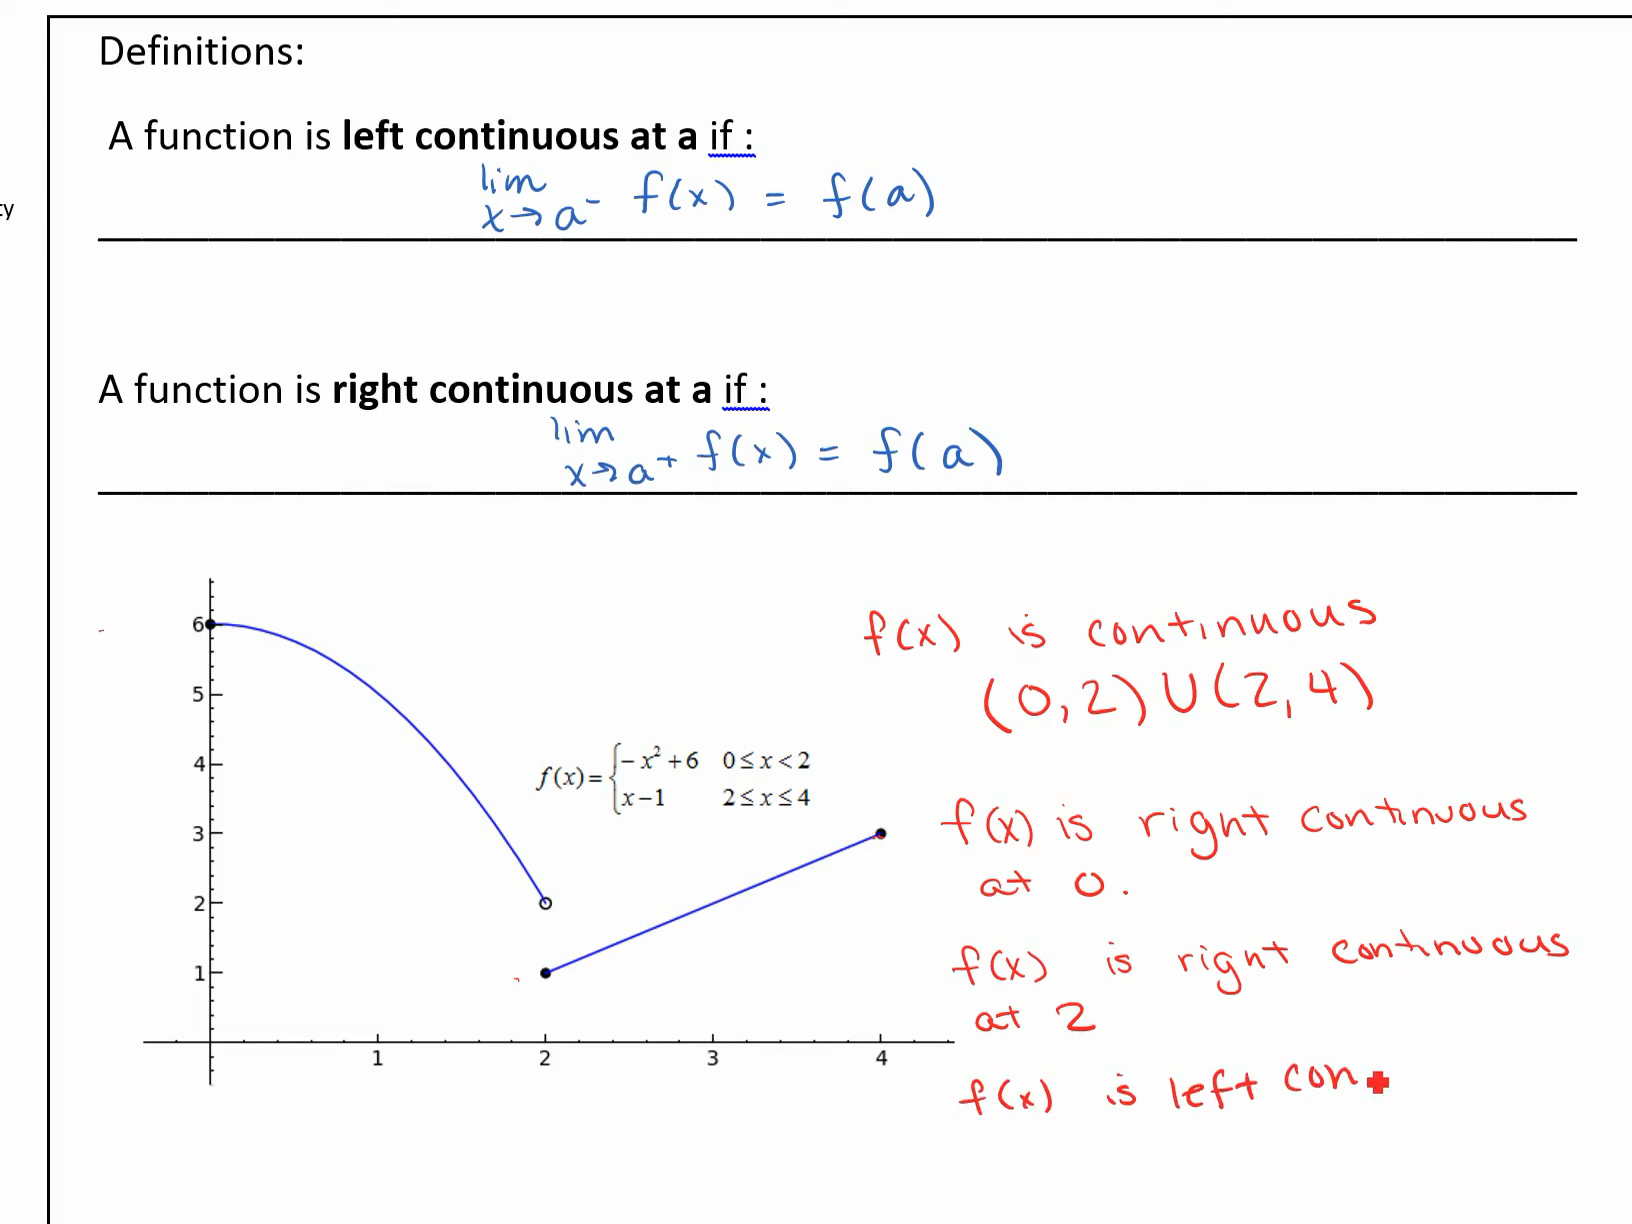 Definitions:
A function is left continuous at a if :
lim
x→a⁻ f(x) = f(a)
ty
A function is right continuous at a if :
lim
x→a⁺ f(x) = f(a)
6
5
4
3
2
1
1 2 3 4
f(x)= { -x²+6 0≤x<2
x-1 2≤x≤4
f(x) is continuous
(0,2)∪(2,4)
f(x) is right continuous
at 0.
f(x) is right continuous
at 2
f(x) is left con